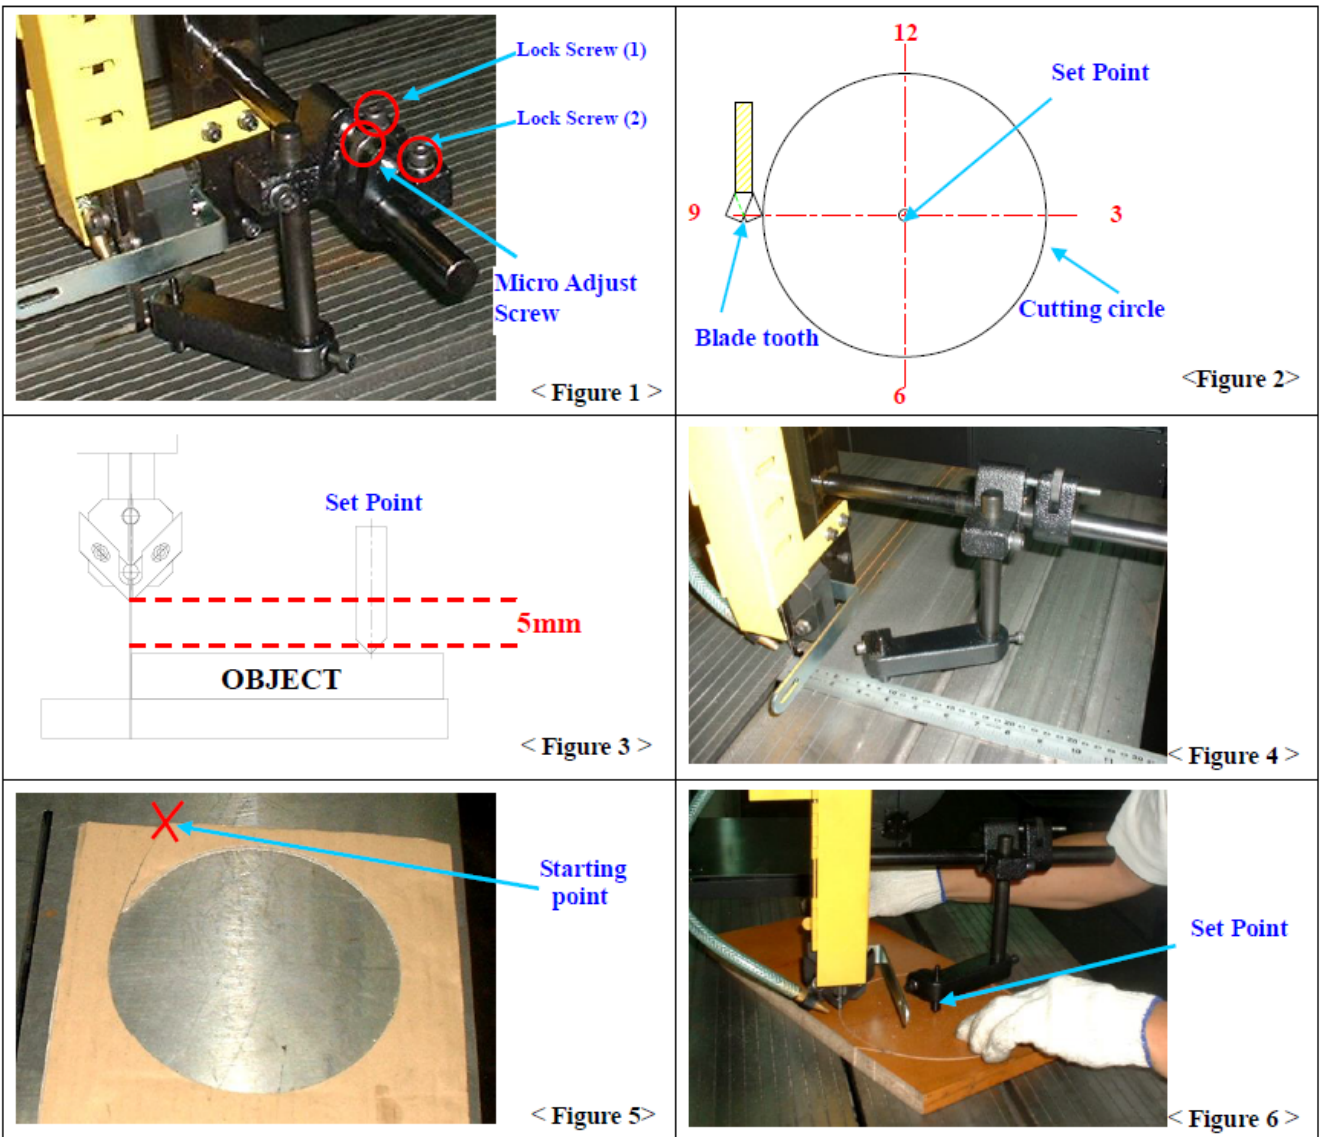 Lock Screw (1)
Lock Screw (2)
Micro Adjust
Screw
< Figure 1 >
12
Set Point
9
3
Cutting circle
Blade tooth
6
<Figure 2>
Set Point
5mm
OBJECT
< Figure 3 >
< Figure 4 >
Starting
point
< Figure 5>
Set Point
< Figure 6 >